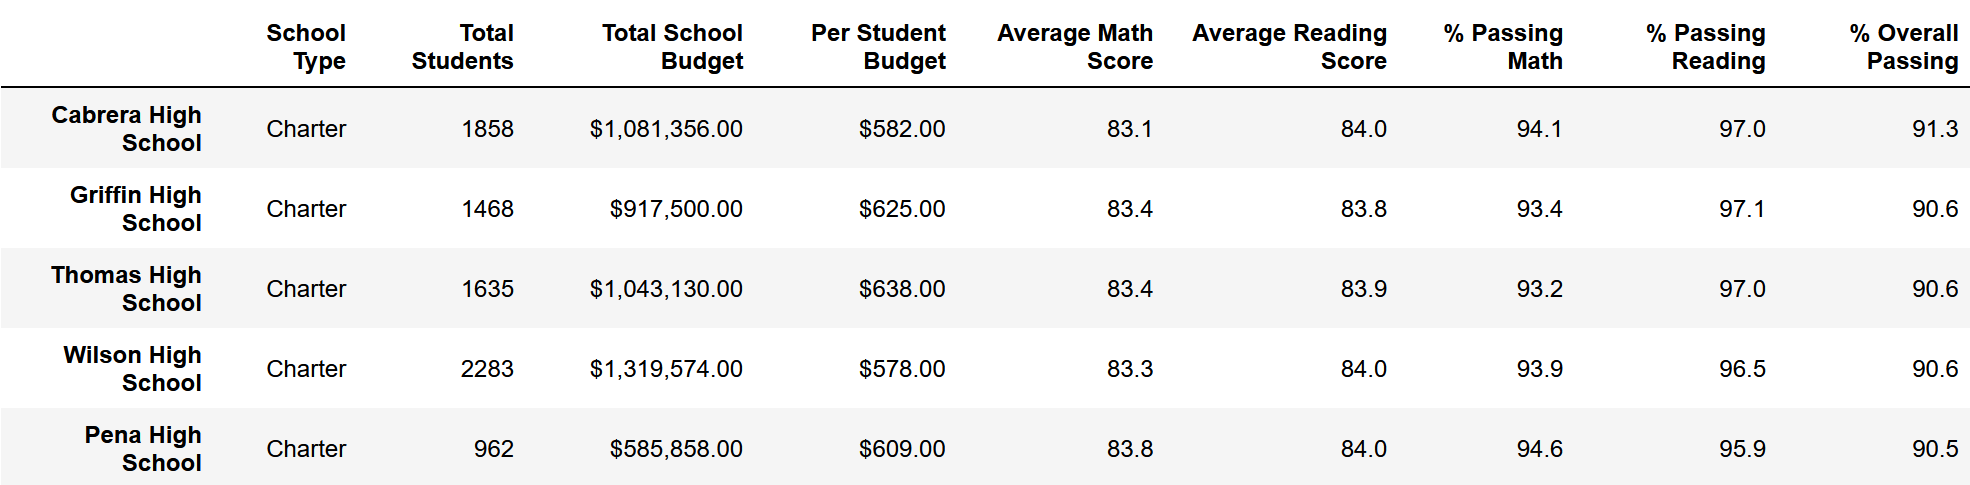 School Type Total Students Total School Budget Per Student Budget Average Math Score Average Reading Score % Passing Math % Passing Reading % Overall Passing
Cabrera High School Charter 1858 $1,081,356.00 $582.00 83.1 84.0 94.1 97.0 91.3
Griffin High School Charter 1468 $917,500.00 $625.00 83.4 83.8 93.4 97.1 90.6
Thomas High School Charter 1635 $1,043,130.00 $638.00 83.4 83.9 93.2 97.0 90.6
Wilson High School Charter 2283 $1,319,574.00 $578.00 83.3 84.0 93.9 96.5 90.6
Pena High School Charter 962 $585,858.00 $609.00 83.8 84.0 94.6 95.9 90.5